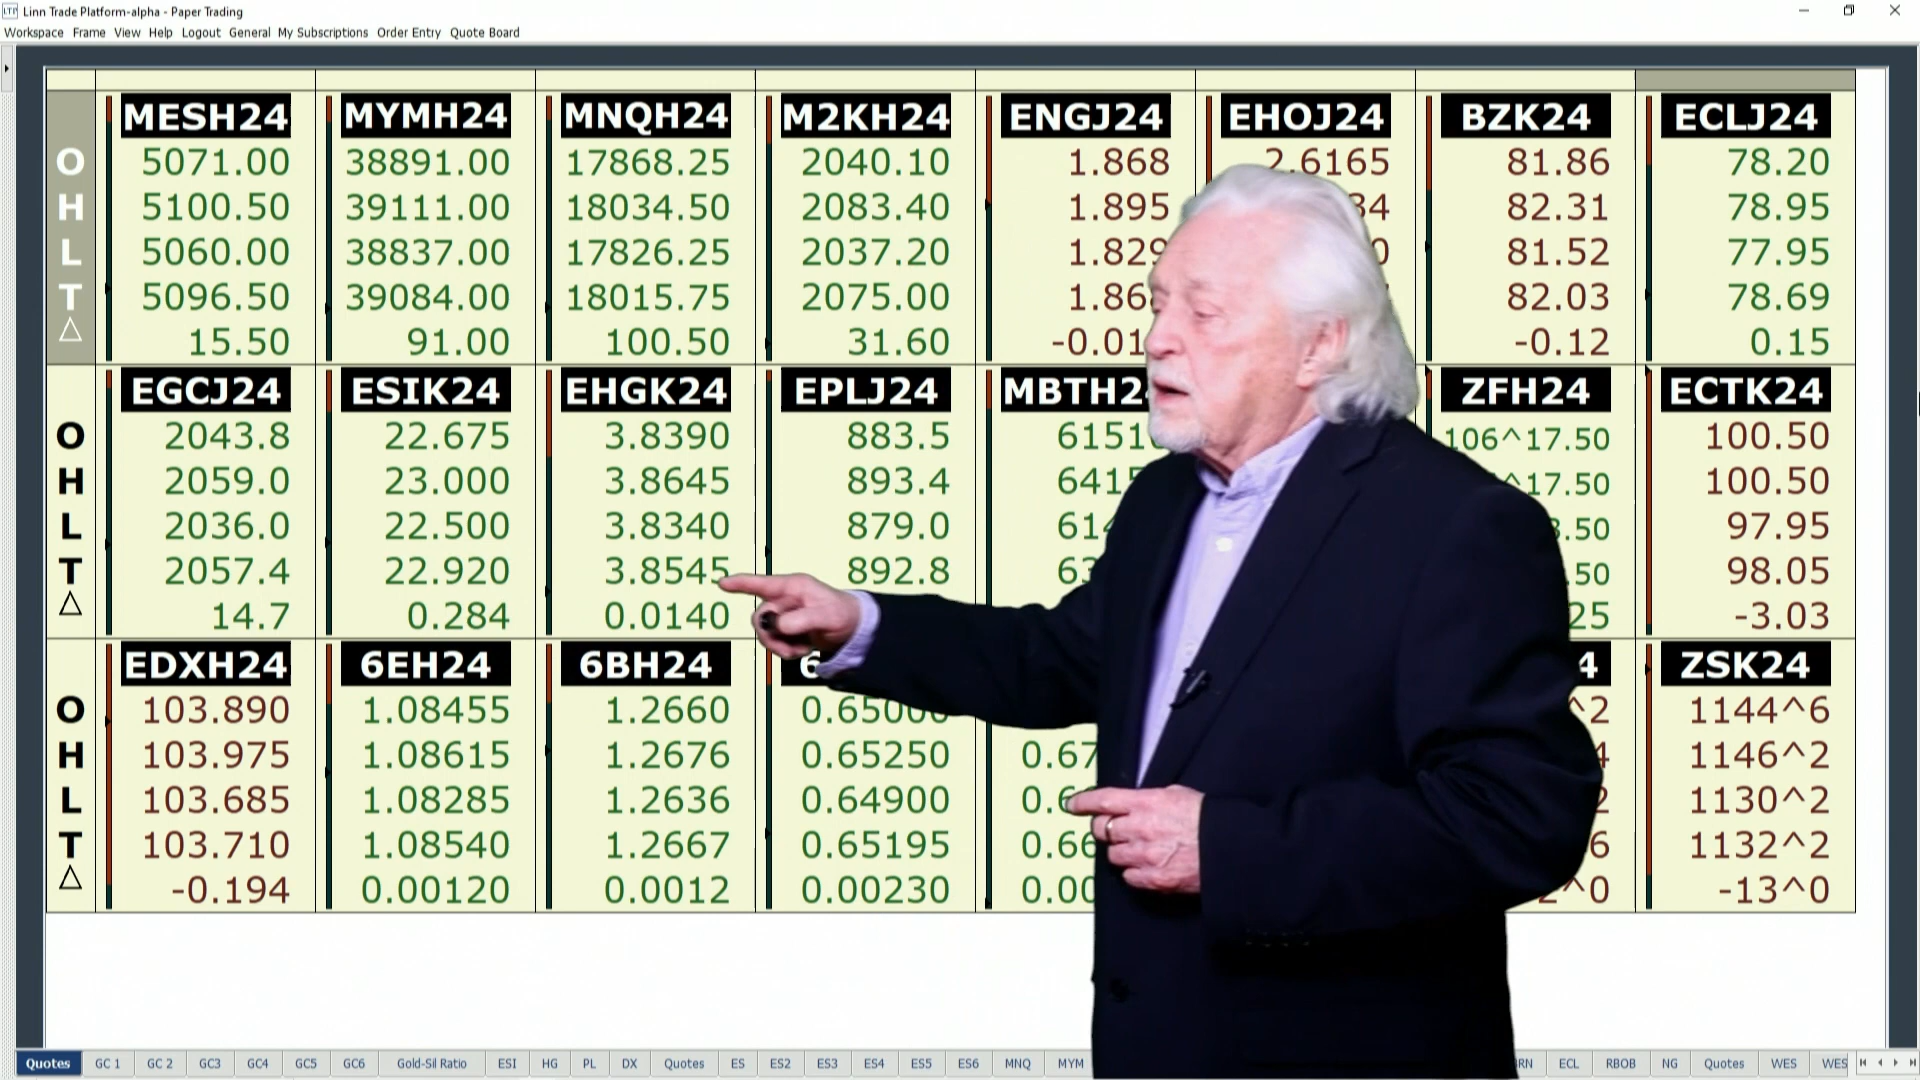 Linn Trade Platform-alpha - Paper Trading
Workspace Frame View Help Logout General My Subscriptions Order Entry Quote Board
MESH24 MYMH24 MNQH24 M2KH24 ENGJ24 EHOJ24 BZK24 ECLJ24
O 5071.00 38891.00 17868.25 2040.10 1.868 2.6165 81.86 78.20
H 5100.50 39111.00 18034.50 2083.40 1.895 82.31 78.95
L 5060.00 38837.00 17826.25 2037.20 1.829 81.52 77.95
T 5096.50 39084.00 18015.75 2075.00 82.03 78.69
△ 15.50 91.00 100.50 31.60 -0.12 0.15
EGCJ24 ESIK24 EHGK24 EPLJ24 MBTH24 ZFH24 ECTK24
O 2043.8 22.675 3.8390 883.5 106^17.50 100.50
H 2059.0 23.000 3.8645 893.4 ^17.50 100.50
L 2036.0 22.500 3.8340 879.0 97.95
T 2057.4 22.920 3.8545 892.8 98.05
△ 14.7 0.284 0.0140 -3.03
EDXH24 6EH24 6BH24 ZSK24
O 103.890 1.08455 1.2660 0.65000 1144^6
H 103.975 1.08615 1.2676 0.65250 1146^2
L 103.685 1.08285 1.2636 0.64900 1130^2
T 103.710 1.08540 1.2667 0.65195 1132^2
△ -0.194 0.00120 0.0012 0.00230 -13^0
Quotes GC 1 GC 2 GC3 GC4 GC5 GC6 Gold-Sil Ratio ESI HG PL DX Quotes ES ES2 ES3 ES4 ES5 ES6 MNQ MYM ECL RBOB NG Quotes WES WES